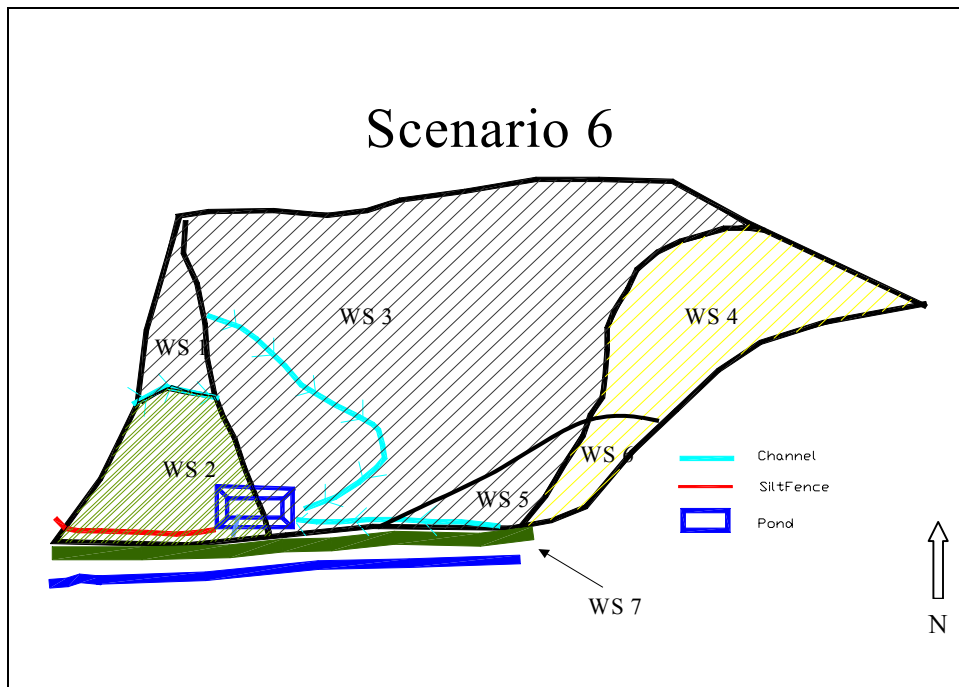 Scenario 6
WS 3
WS 4
WS 1
WS 2
WS 6
WS 5
Channel
SiltFence
Pond
WS 7
N